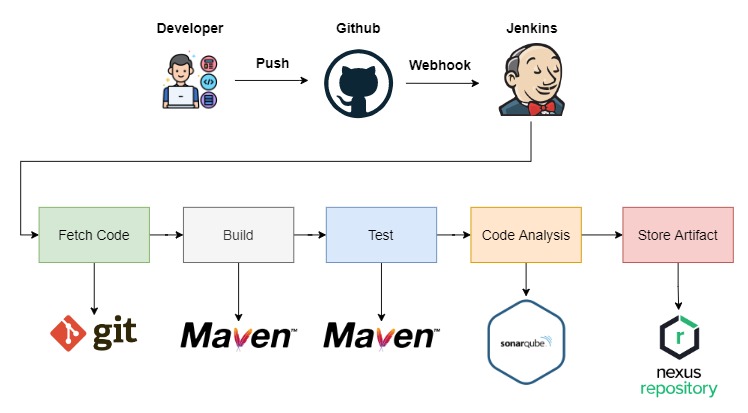 Developer
Github
Jenkins
Push
Webhook
Fetch Code
Build
Test
Code Analysis
Store Artifact
git
Maven™
Maven™
sonarqube
r
nexus
repository